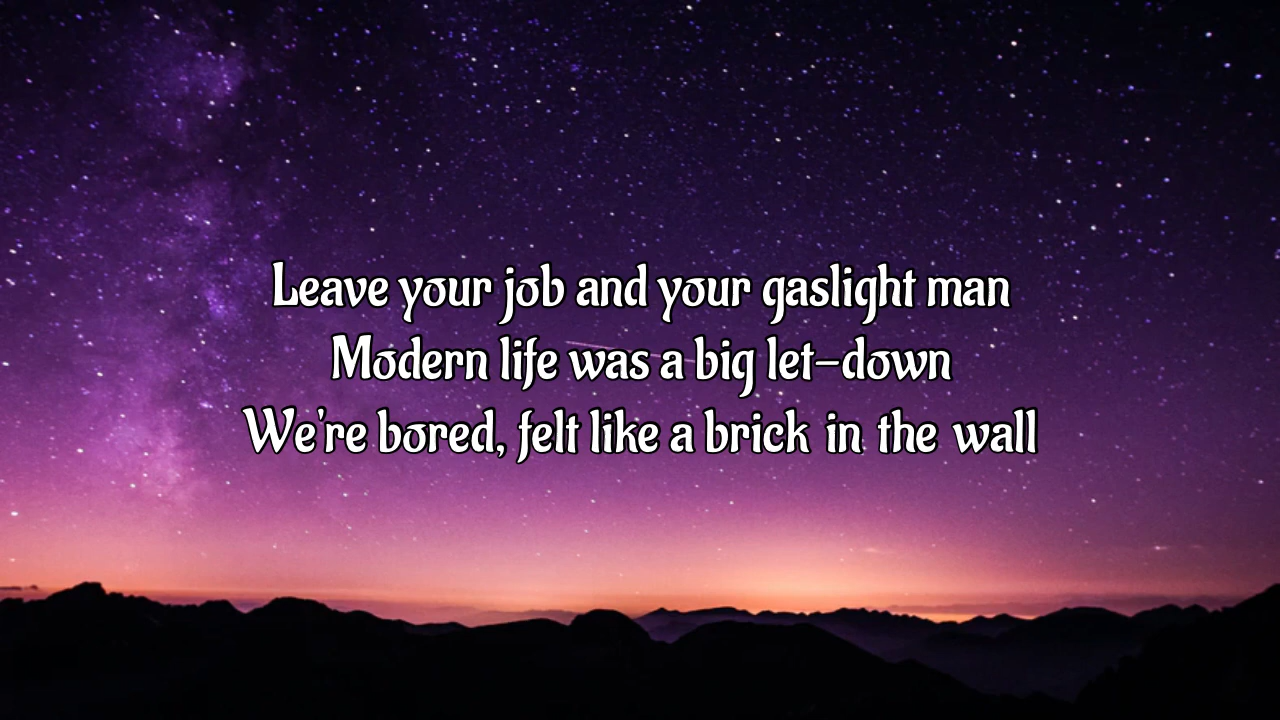 Leave your job and your gaslight man
Modern life was a big let-down
We're bored, felt like a brick in the wall